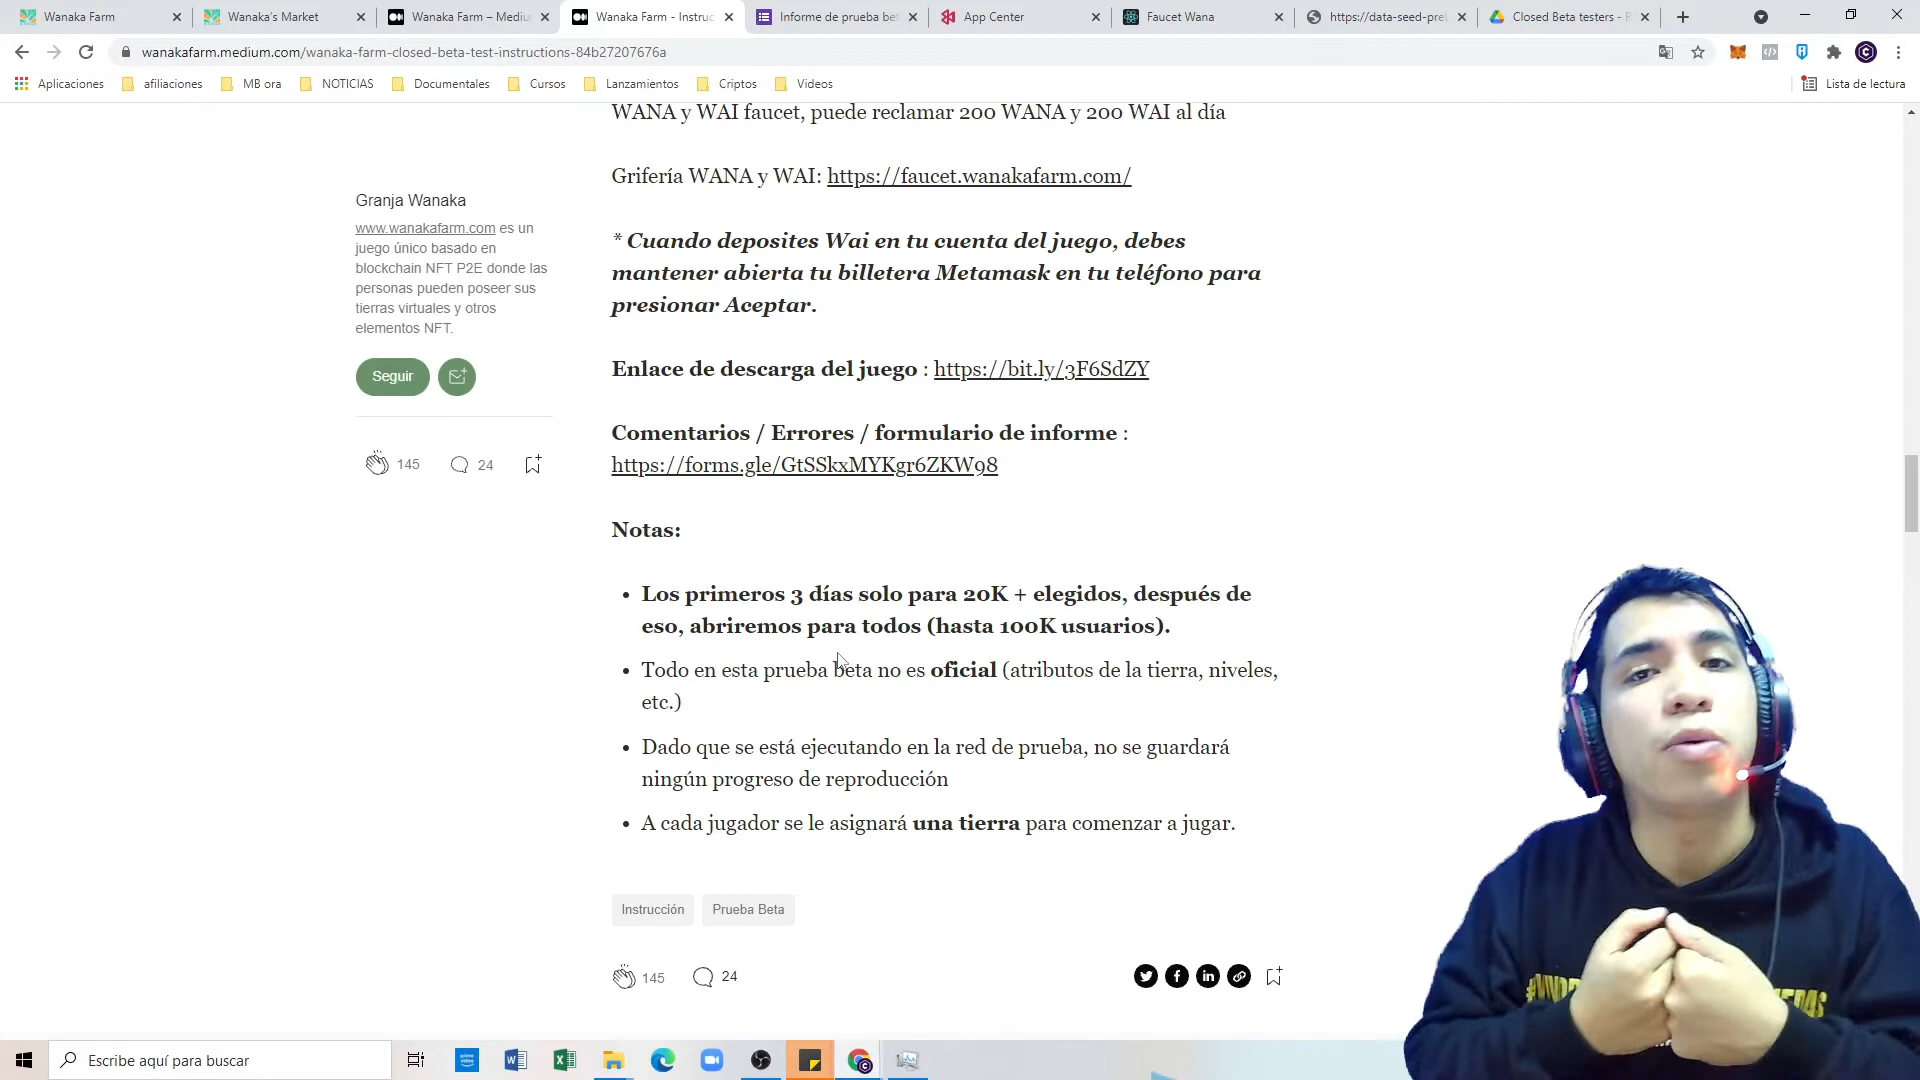 Wanaka Farm
Wanaka's Market
Wanaka Farm – Mediu
Wanaka Farm - Instruc
Informe de prueba be
App Center
Faucet Wana
https://data-seed-prel
Closed Beta testers - R
wanakafarm.medium.com/wanaka-farm-closed-beta-test-instructions-84b27207676a
Aplicaciones
afiliaciones
MB ora
NOTICIAS
Documentales
Cursos
Lanzamientos
Criptos
Videos
Lista de lectura
WANA y WAI faucet, puede reclamar 200 WANA y 200 WAI al día
Grifería WANA y WAI: https://faucet.wanakafarm.com/
* Cuando deposites Wai en tu cuenta del juego, debes
mantener abierta tu billetera Metamask en tu teléfono para
presionar Aceptar.
Enlace de descarga del juego : https://bit.ly/3F6SdZY
Comentarios / Errores / formulario de informe :
https://forms.gle/GtSSkxMYKgr6ZKW98
Notas:
• Los primeros 3 días solo para 20K + elegidos, después de
eso, abriremos para todos (hasta 100K usuarios).
• Todo en esta prueba beta no es oficial (atributos de la tierra, niveles,
etc.)
• Dado que se está ejecutando en la red de prueba, no se guardará
ningún progreso de reproducción
• A cada jugador se le asignará una tierra para comenzar a jugar.
Instrucción
Prueba Beta
145
24
Granja Wanaka
www.wanakafarm.com es un
juego único basado en
blockchain NFT P2E donde las
personas pueden poseer sus
tierras virtuales y otros
elementos NFT.
Seguir
145
24
Escribe aquí para buscar